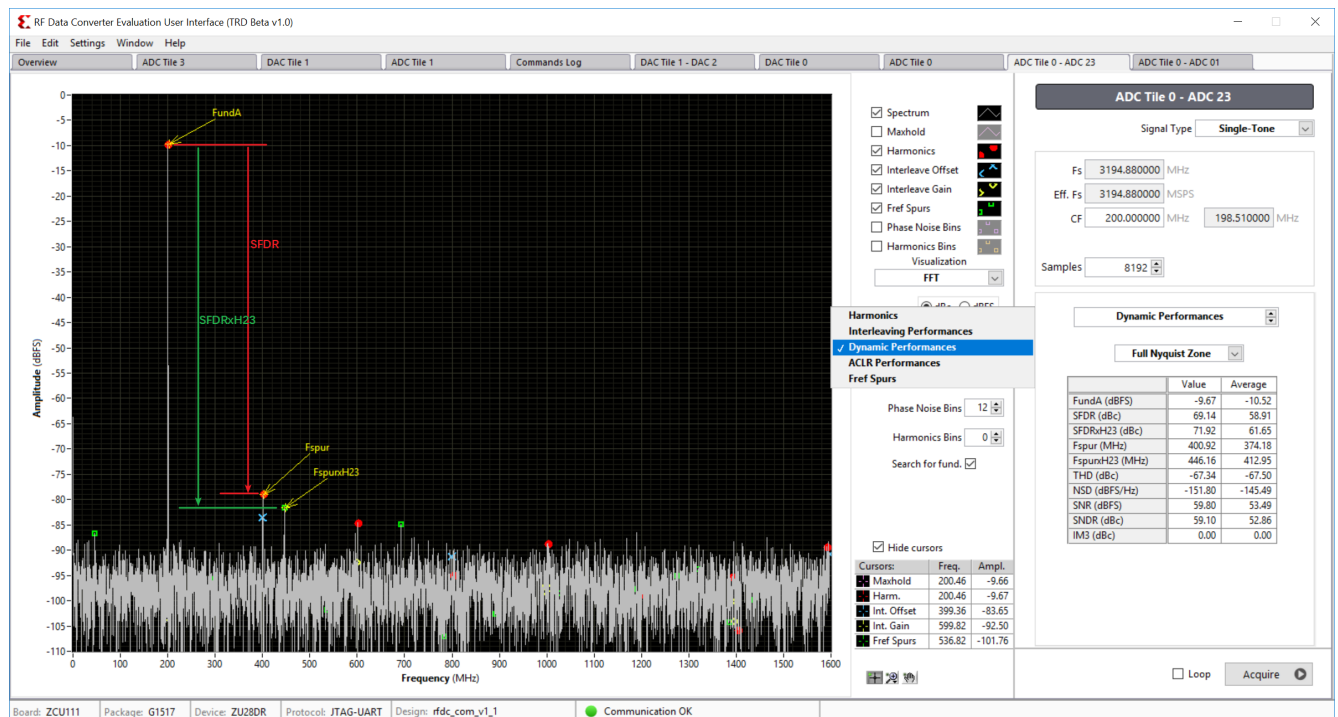 RF Data Converter Evaluation User Interface (TRD Beta v1.0)
File Edit Settings Window Help
Overview ADC Tile 3 DAC Tile 1 ADC Tile 1 Commands Log DAC Tile 1 - DAC 2 DAC Tile 0 ADC Tile 0 ADC Tile 0 - ADC 23 ADC Tile 0 - ADC 01
Amplitude (dBFS)
0
-5
-10
-15
-20
-25
-30
-35
-40
-45
-50
-55
-60
-65
-70
-75
-80
-85
-90
-95
-100
-105
-110
FundA
SFDR
SFDRxH23
Fspur
FspurxH23
0 100 200 300 400 500 600 700 800 900 1000 1100 1200 1300 1400 1500 1600
Frequency (MHz)
Spectrum
Maxhold
Harmonics
Interleave Offset
Interleave Gain
Fref Spurs
Phase Noise Bins
Harmonics Bins
Visualization
FFT
dBc dBFS
Harmonics
Interleaving Performances
✓ Dynamic Performances
ACLR Performances
Fref Spurs
Phase Noise Bins 12
Harmonics Bins 0
Search for fund.
Hide cursors
Cursors: Freq. Ampl.
Maxhold 200.46 -9.66
Harm. 200.46 -9.67
Int. Offset 399.36 -83.65
Int. Gain 599.82 -92.50
Fref Spurs 536.82 -101.76
ADC Tile 0 - ADC 23
Signal Type Single-Tone
Fs 3194.880000 MHz
Eff. Fs 3194.880000 MSPS
CF 200.000000 MHz 198.510000 MHz
Samples 8192
Dynamic Performances
Full Nyquist Zone
Value Average
FundA (dBFS) -9.67 -10.52
SFDR (dBc) 69.14 58.91
SFDRxH23 (dBc) 71.92 61.65
Fspur (MHz) 400.92 374.18
FspurxH23 (MHz) 446.16 412.95
THD (dBc) -67.34 -67.50
NSD (dBFS/Hz) -151.80 -145.49
SNR (dBFS) 59.80 53.49
SNDR (dBc) 59.10 52.86
IM3 (dBc) 0.00 0.00
Loop Acquire
Board: ZCU111 Package: G1517 Device: ZU28DR Protocol: JTAG-UART Design: rfdc_com_v1_1 Communication OK